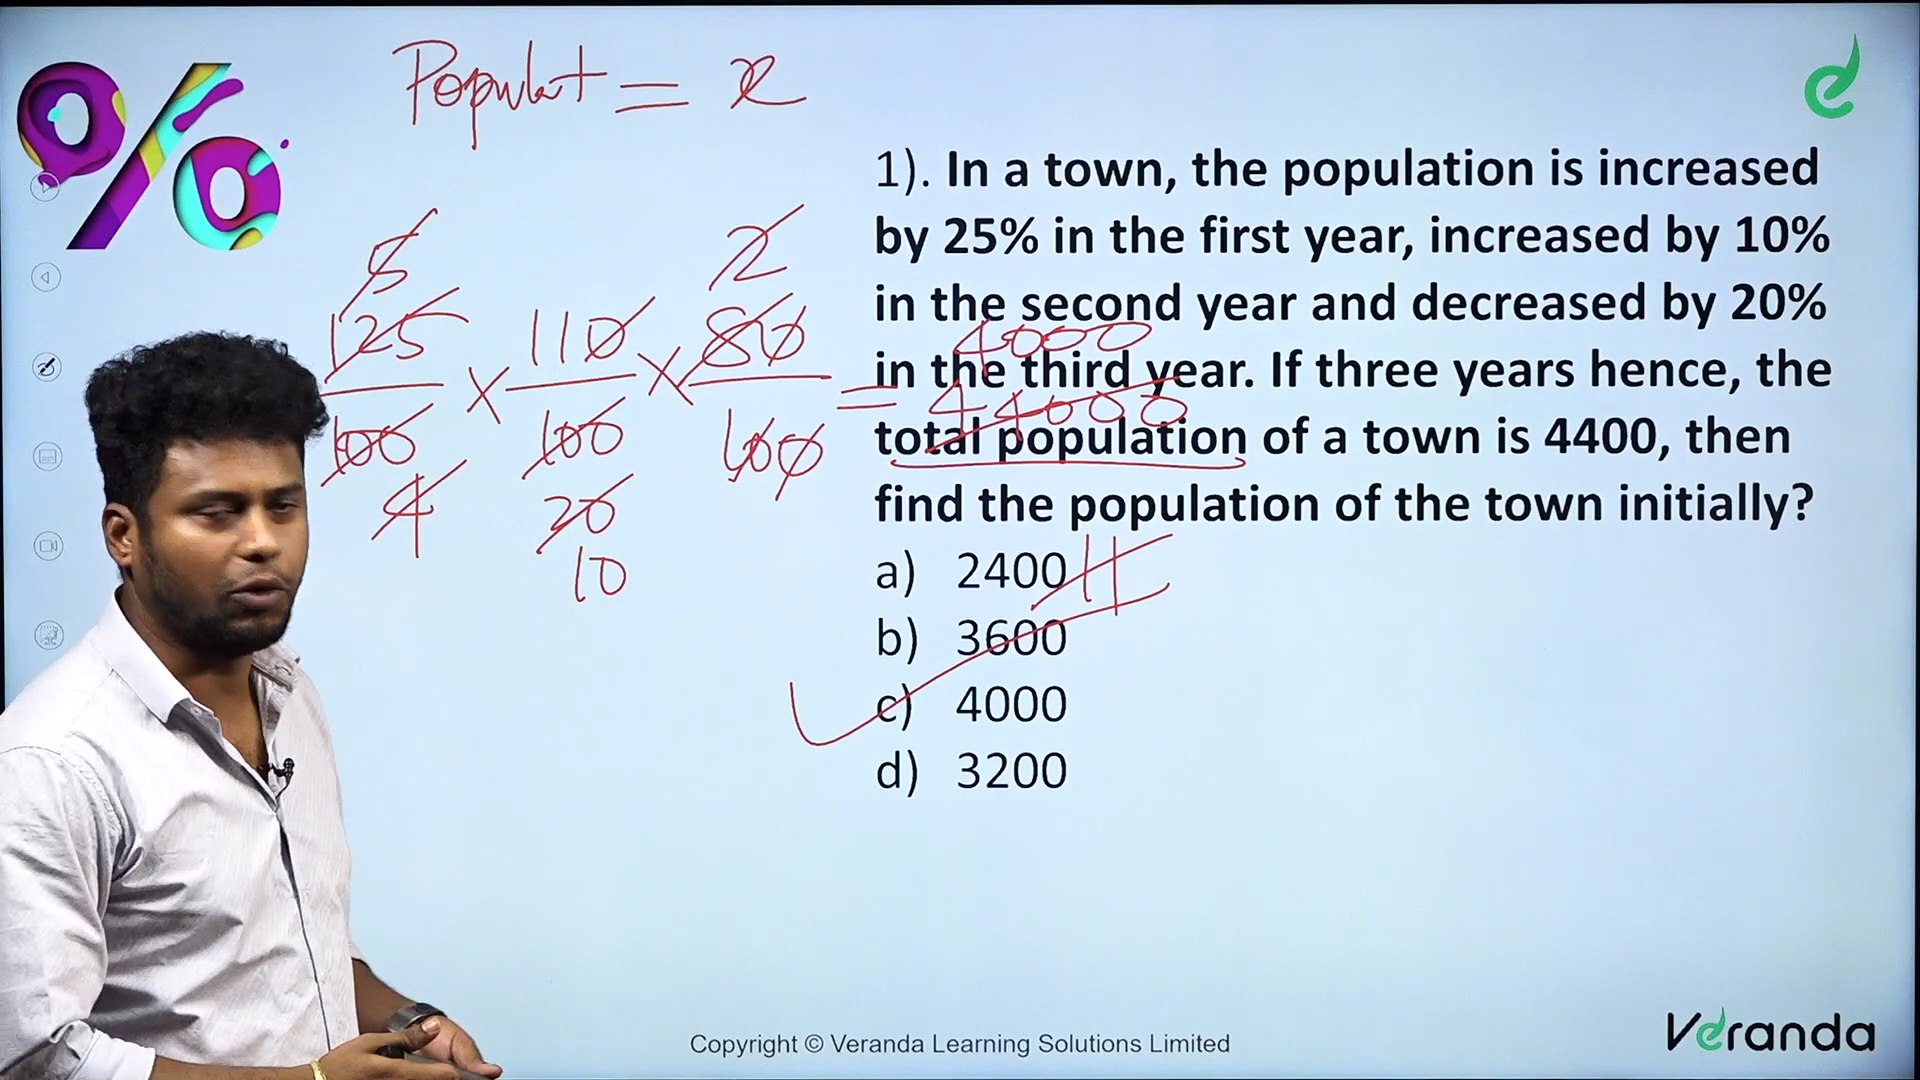 Populat = x
1). In a town, the population is increased
by 25% in the first year, increased by 10%
in the second year and decreased by 20%
in the third year. If three years hence, the
total population of a town is 4400, then
find the population of the town initially?
a) 2400
b) 3600
c) 4000
d) 3200
5 2
125 110 80 4000
× × = 44000
100 100 100
4 20
10
11
%
Copyright © Veranda Learning Solutions Limited
Veranda